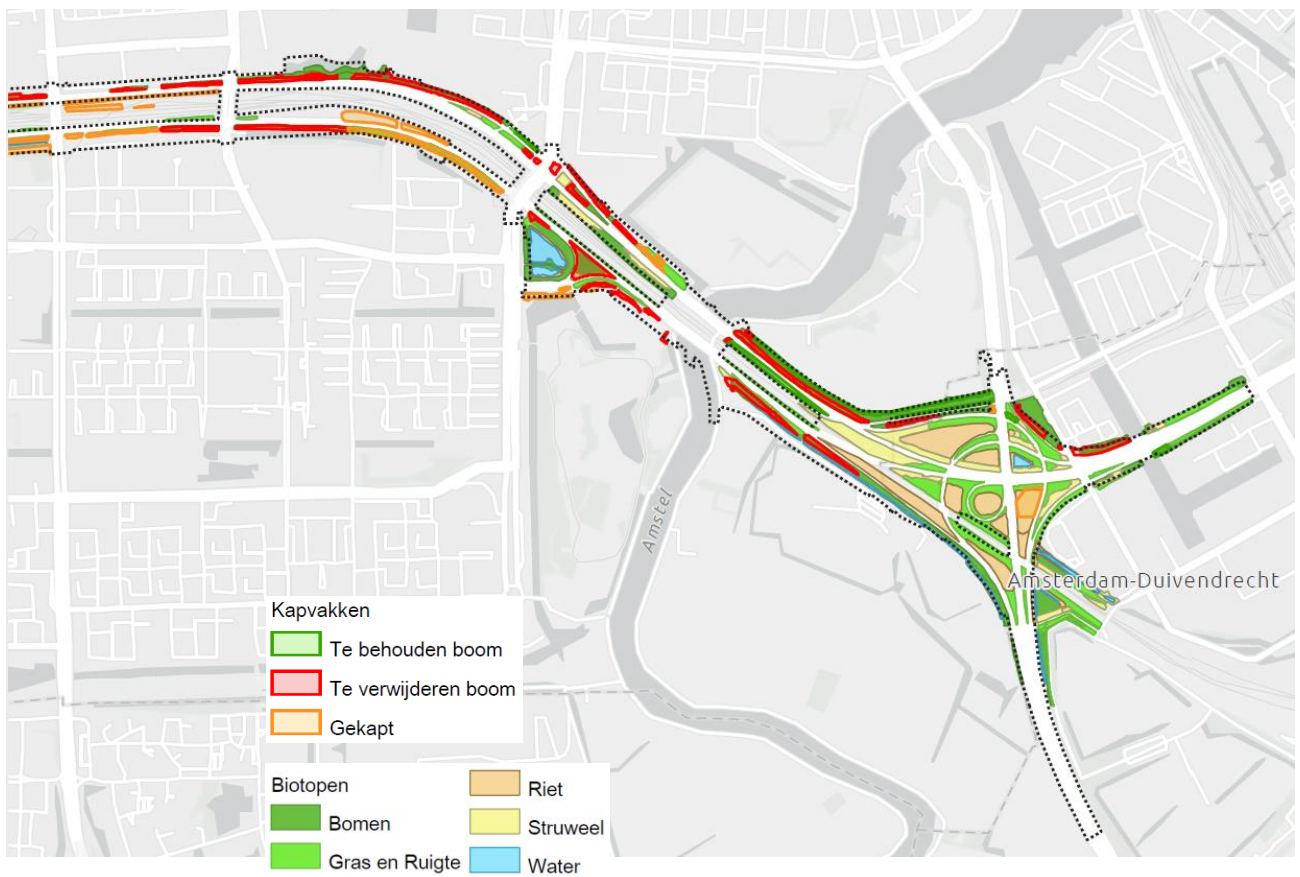 Amstel
Amsterdam-Duivendrecht
Kapvakken
Te behouden boom
Te verwijderen boom
Gekapt
Biotopen
Bomen
Gras en Ruigte
Riet
Struweel
Water